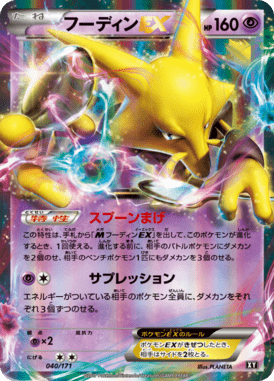 たね
フーディンEX
HP160
とくせい
特性
スプーンまげ
この特性は、手札から「MフーディンEX」を出して、このポケモンが進化
するとき、1回使える。進化する前に、相手のバトルポケモンにダメカン
を2個のせ、相手のベンチポケモン1匹にもダメカンを3個のせる。
サプレッション
エネルギーがついている相手のポケモン全員に、ダメカンをそれ
ぞれ3個のせる。
弱点
×2
抵抗力
にげる
040/171
ポケモンEXのルール
ポケモンEXがきぜつしたとき、
相手はサイドを2枚とる。
Illus. PLANETA
XY